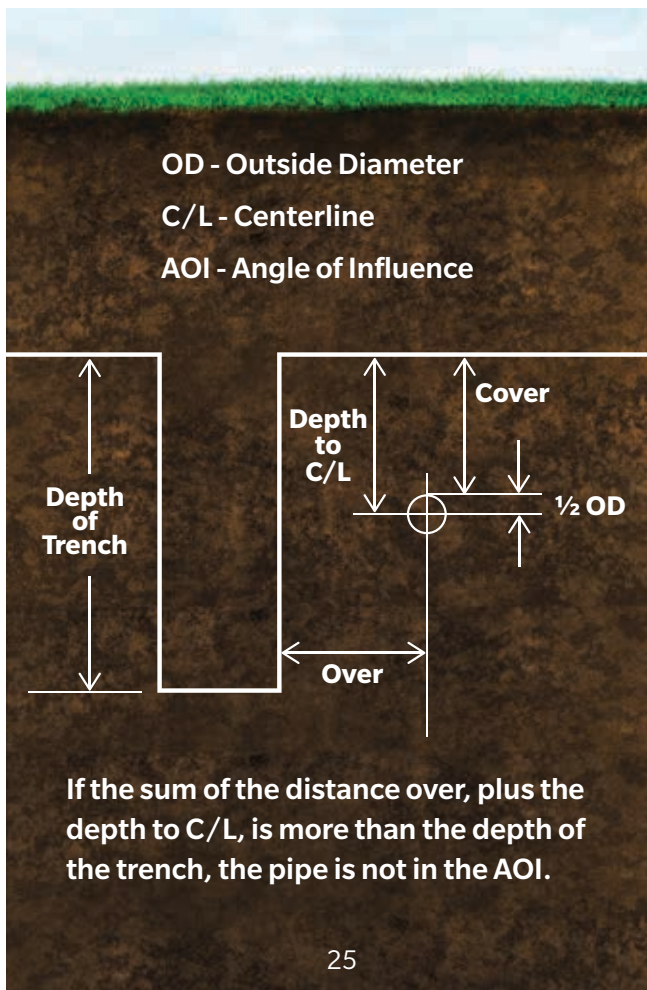 OD - Outside Diameter
C/L - Centerline
AOI - Angle of Influence
Cover
Depth
to
C/L
½ OD
Depth
of
Trench
Over
If the sum of the distance over, plus the
depth to C/L, is more than the depth of
the trench, the pipe is not in the AOI.
25